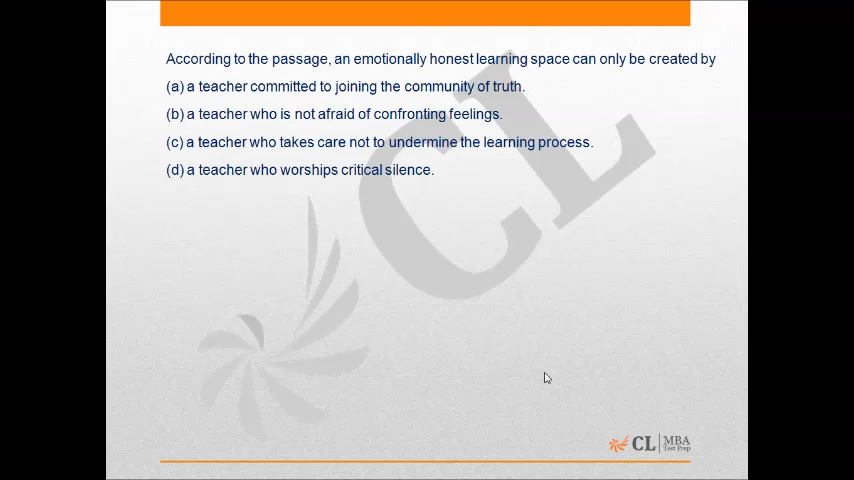 According to the passage, an emotionally honest learning space can only be created by
(a) a teacher committed to joining the community of truth.
(b) a teacher who is not afraid of confronting feelings.
(c) a teacher who takes care not to undermine the learning process.
(d) a teacher who worships critical silence.
CL
CL MBA
Test Prep